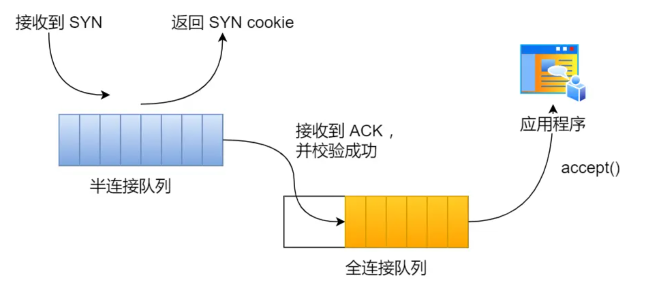 接收到 SYN
返回 SYN cookie
应用程序
接收到 ACK ，
并校验成功
accept()
半连接队列
全连接队列